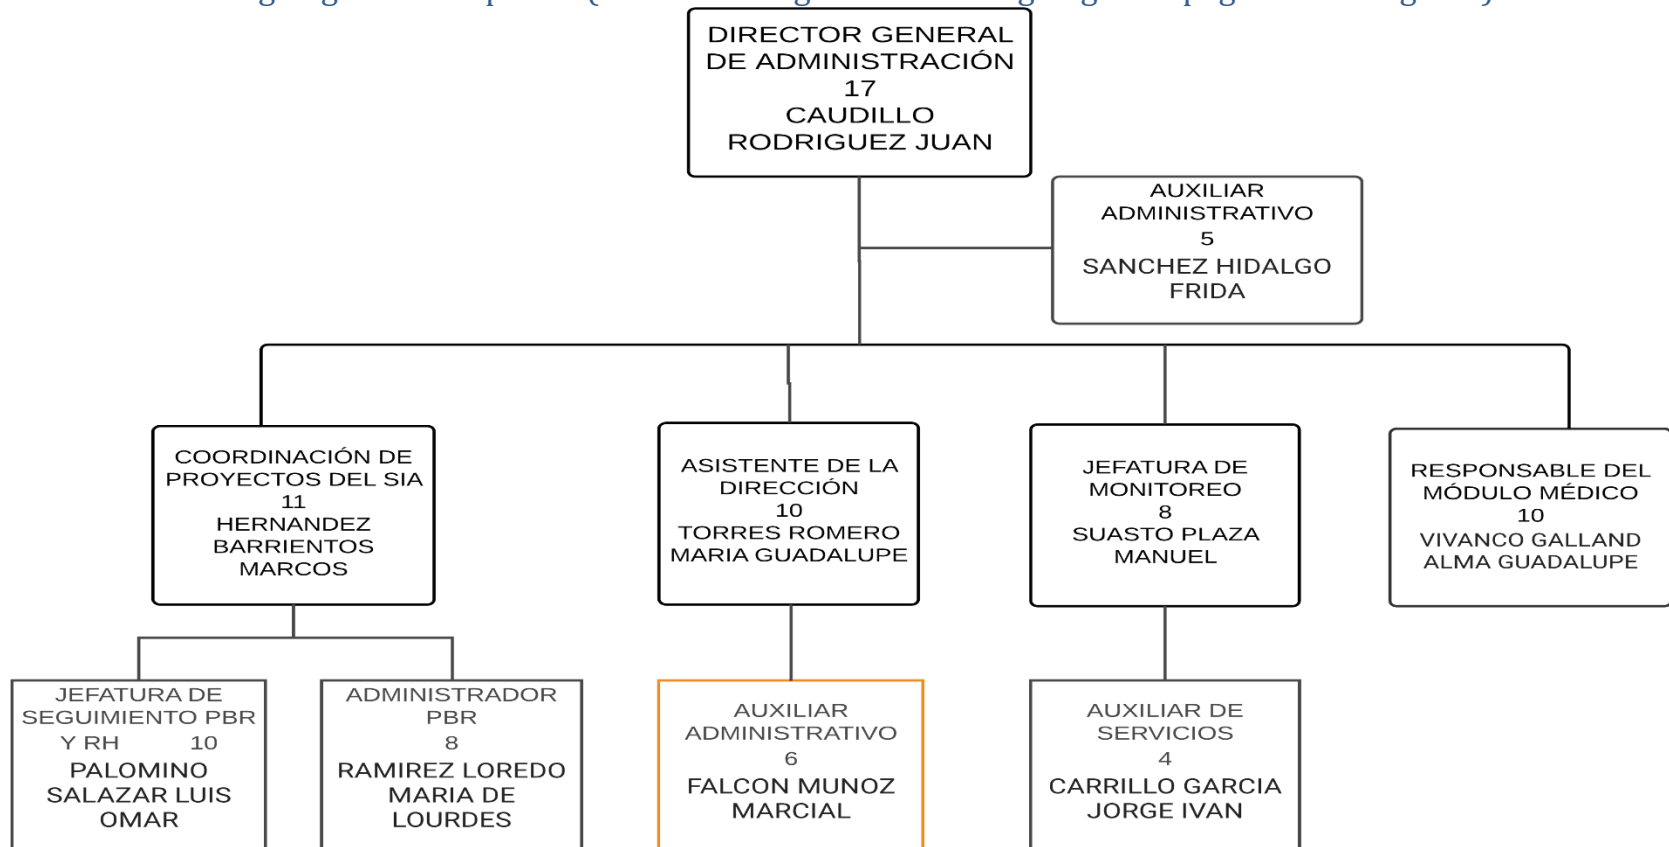 DIRECTOR GENERAL
DE ADMINISTRACIÓN
17
CAUDILLO
RODRIGUEZ JUAN
AUXILIAR
ADMINISTRATIVO
5
SANCHEZ HIDALGO
FRIDA
COORDINACIÓN DE
PROYECTOS DEL SIA
11
HERNANDEZ
BARRIENTOS
MARCOS
ASISTENTE DE LA
DIRECCIÓN
10
TORRES ROMERO
MARIA GUADALUPE
JEFATURA DE
MONITOREO
8
SUASTO PLAZA
MANUEL
RESPONSABLE DEL
MÓDULO MÉDICO
10
VIVANCO GALLAND
ALMA GUADALUPE
JEFATURA DE
SEGUIMIENTO PBR
Y RH 10
PALOMINO
SALAZAR LUIS
OMAR
ADMINISTRADOR
PBR
8
RAMIREZ LOREDO
MARIA DE
LOURDES
AUXILIAR
ADMINISTRATIVO
6
FALCON MUNOZ
MARCIAL
AUXILIAR DE
SERVICIOS
4
CARRILLO GARCIA
JORGE IVAN